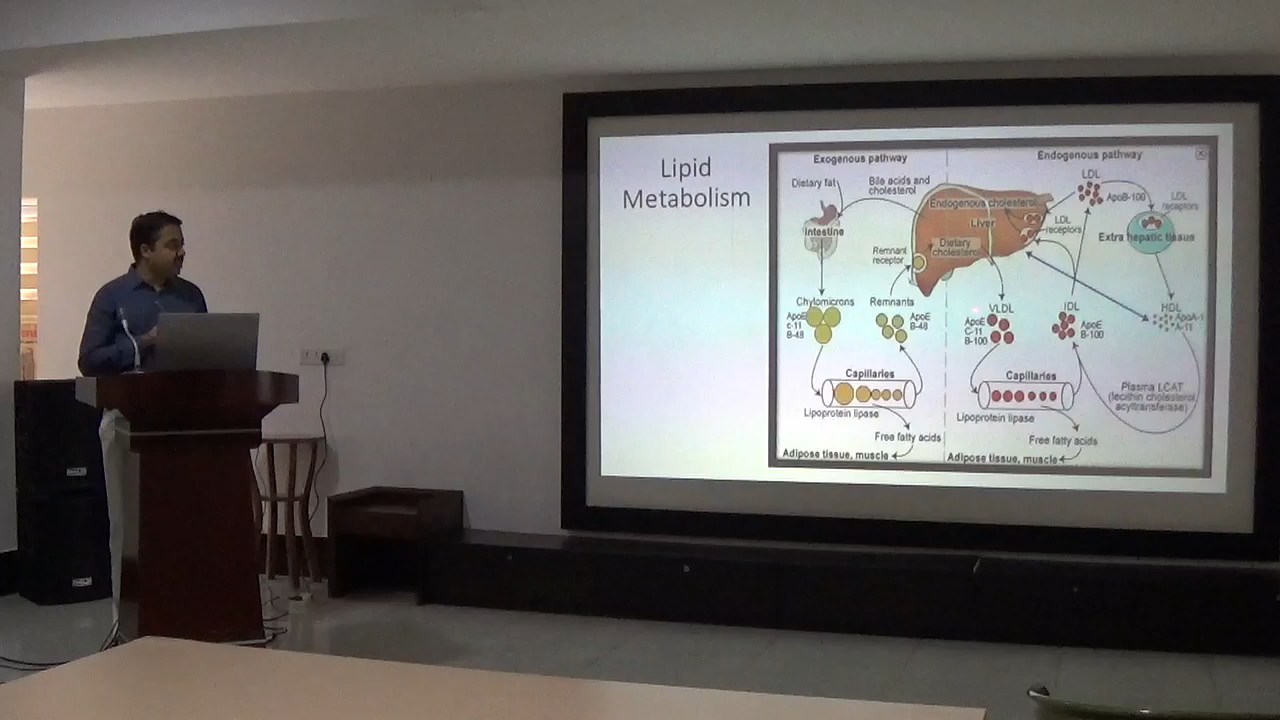 Lipid
Metabolism
Exogenous pathway
Dietary fat
Bile acids and
cholesterol
Intestine
Endogenous cholesterol
Liver
Dietary
cholesterol
Remnant
receptor
Chylomicrons
ApoE
c-11
B-48
Remnants
ApoE
B-48
Capillaries
Lipoprotein lipase
Free fatty acids
Adipose tissue, muscle
Endogenous pathway
LDL
ApoB-100
LDL
receptors
LDL
receptors
Extra hepatic tissue
VLDL
ApoE
C-11
B-100
IDL
ApoE
B-100
HDL
ApoA-1
A-11
Capillaries
Lipoprotein lipase
Plasma LCAT
(lecithin cholesterol
acyltransferase)
Free fatty acids
Adipose tissue, muscle